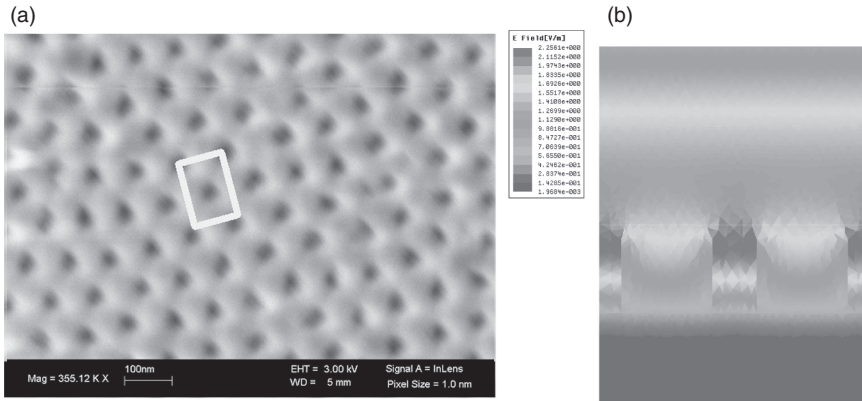 (a)
Mag = 355.12 K X
100nm
EHT = 3.00 kV
WD = 5 mm
Signal A = InLens
Pixel Size = 1.0 nm
E Field[V/m]
2.2561e+000
2.1152e+000
1.9743e+000
1.8335e+000
1.6926e+000
1.5517e+000
1.4108e+000
1.2699e+000
1.1290e+000
9.8816e-001
8.4727e-001
7.0639e-001
5.6550e-001
4.2462e-001
2.8374e-001
1.4285e-001
1.9684e-003
(b)